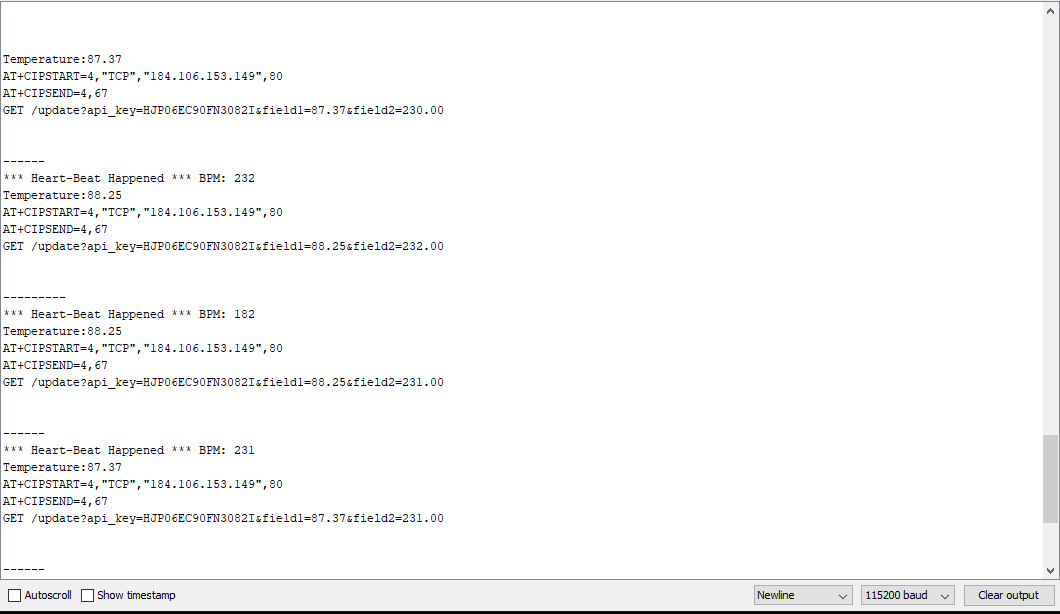 Temperature:87.37
AT+CIPSTART=4,"TCP","184.106.153.149",80
AT+CIPSEND=4,67
GET /update?api_key=HJP06EC90FN3082I&field1=87.37&field2=230.00
------
*** Heart-Beat Happened *** BPM: 232
Temperature:88.25
AT+CIPSTART=4,"TCP","184.106.153.149",80
AT+CIPSEND=4,67
GET /update?api_key=HJP06EC90FN3082I&field1=88.25&field2=232.00
---------
*** Heart-Beat Happened *** BPM: 182
Temperature:88.25
AT+CIPSTART=4,"TCP","184.106.153.149",80
AT+CIPSEND=4,67
GET /update?api_key=HJP06EC90FN3082I&field1=88.25&field2=231.00
------
*** Heart-Beat Happened *** BPM: 231
Temperature:87.37
AT+CIPSTART=4,"TCP","184.106.153.149",80
AT+CIPSEND=4,67
GET /update?api_key=HJP06EC90FN3082I&field1=87.37&field2=231.00
------
Autoscroll Show timestamp Newline 115200 baud Clear output